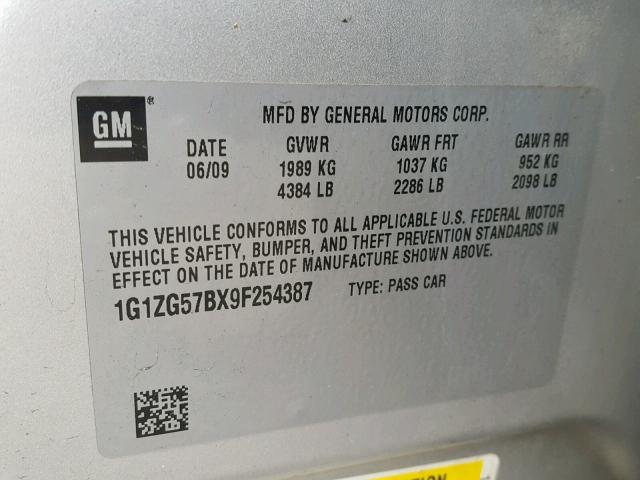 GM ®
MFD BY GENERAL MOTORS CORP.
DATE GVWR GAWR FRT GAWR RR
06/09 1989 KG 1037 KG 952 KG
4384 LB 2286 LB 2098 LB
THIS VEHICLE CONFORMS TO ALL APPLICABLE U.S. FEDERAL MOTOR
VEHICLE SAFETY, BUMPER, AND THEFT PREVENTION STANDARDS IN
EFFECT ON THE DATE OF MANUFACTURE SHOWN ABOVE.
1G1ZG57BX9F254387 TYPE: PASS CAR